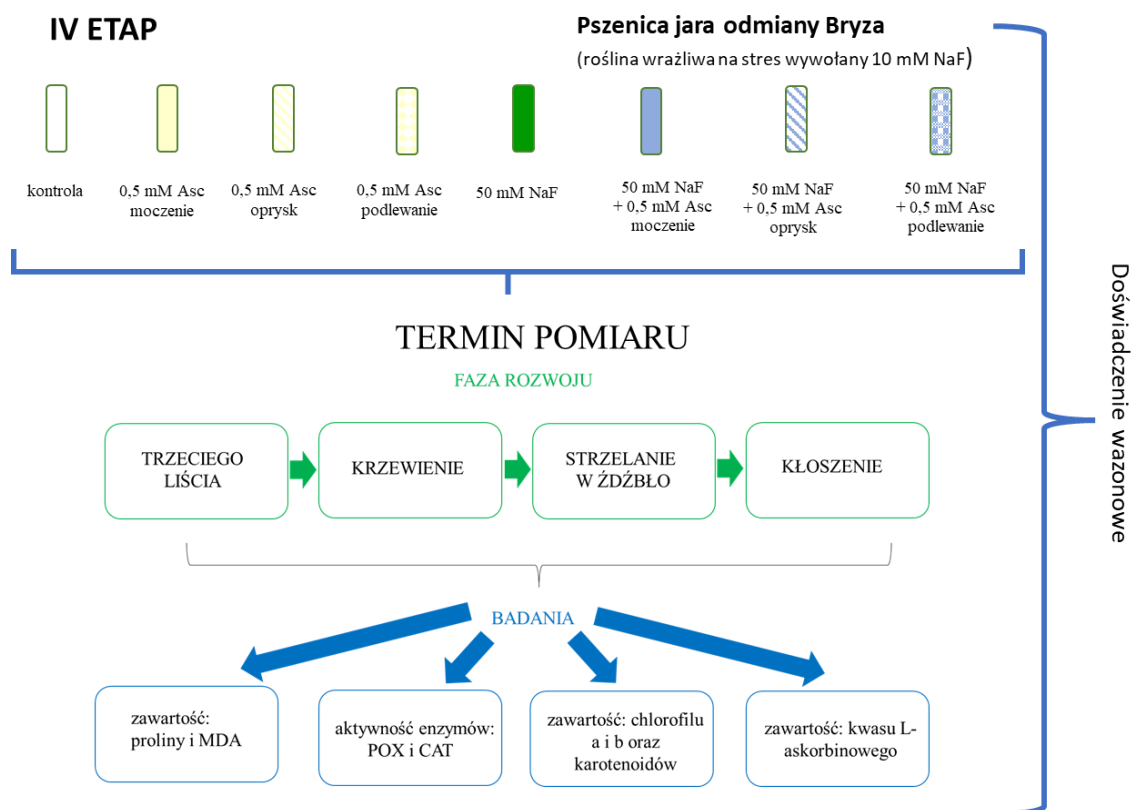 IV ETAP
Pszenica jara odmiany Bryza
(roślina wrażliwa na stres wywołany 10 mM NaF)
kontrola
0,5 mM Asc
moczenie
0,5 mM Asc
oprysk
0,5 mM Asc
podlewanie
50 mM NaF
50 mM NaF
+ 0,5 mM Asc
moczenie
50 mM NaF
+ 0,5 mM Asc
oprysk
50 mM NaF
+ 0,5 mM Asc
podlewanie
Doświadczenie wazonowe
TERMIN POMIARU
FAZA ROZWOJU
TRZECIEGO
LIŚCIA
KRZEWIENIE
STRZELANIE
W ŹDŹBŁO
KŁOSZENIE
BADANIA
zawartość:
proliny i MDA
aktywność enzymów:
POX i CAT
zawartość: chlorofilu
a i b oraz
karotenoidów
zawartość: kwasu L-
askorbinowego